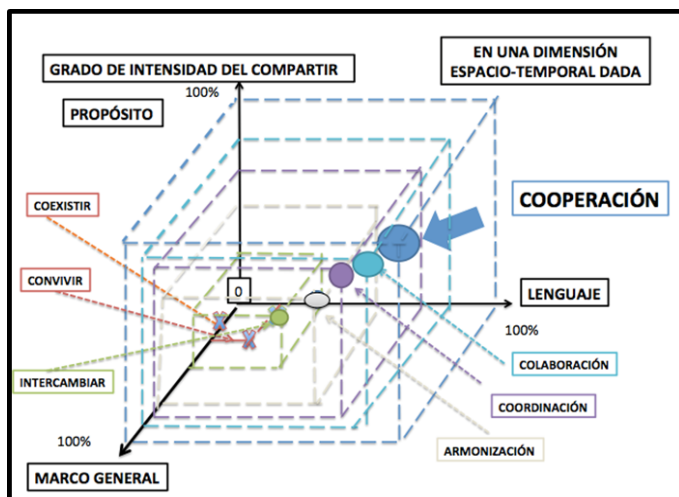 EN UNA DIMENSIÓN
ESPACIO-TEMPORAL DADA
GRADO DE INTENSIDAD DEL COMPARTIR
100%
PROPÓSITO
COEXISTIR
COOPERACIÓN
CONVIVIR
0
LENGUAJE
100%
COLABORACIÓN
INTERCAMBIAR
COORDINACIÓN
100%
ARMONIZACIÓN
MARCO GENERAL